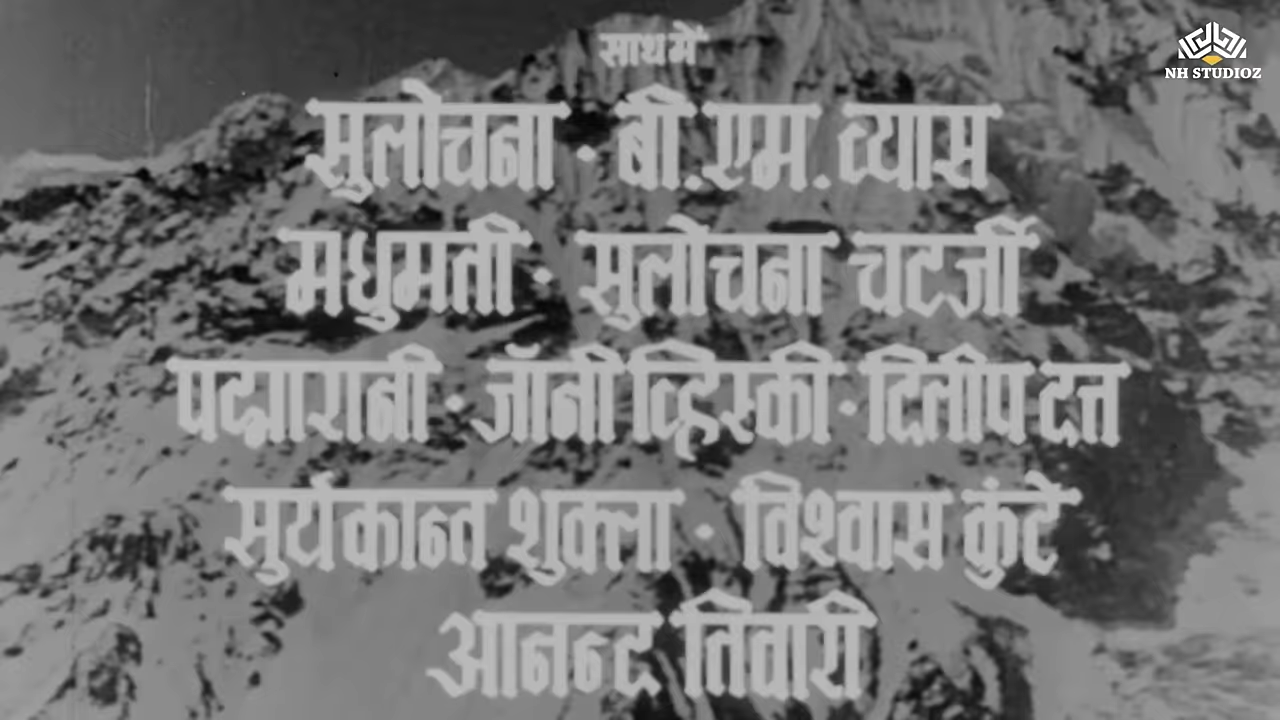 साथ में
NH STUDIOZ
सुलोचना · बी.एम.व्यास
मधुमती · सुलोचना चटर्जी
पद्मारानी · जॉनी व्हिस्की · दिलीप दत्त
सुर्यकान्त शुक्ला · विश्वास कुंटे
आनन्द तिवारी